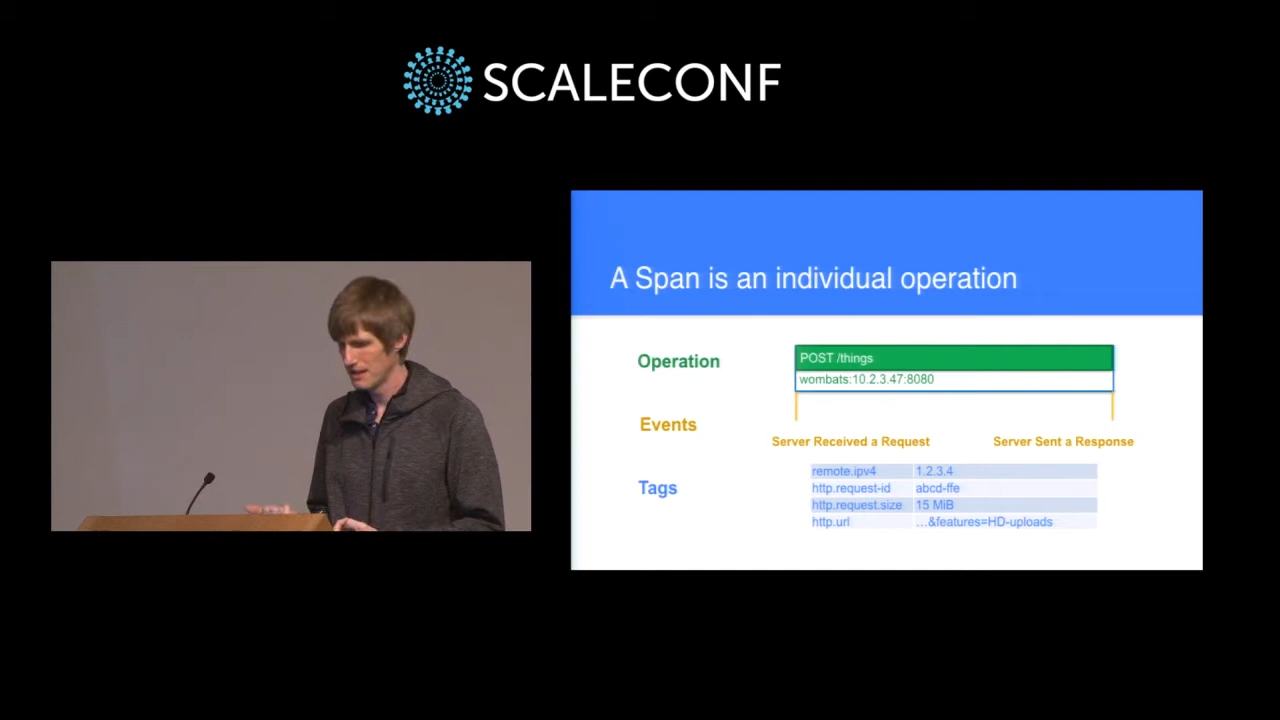 SCALECONF
A Span is an individual operation
Operation
POST /things
wombats:10.2.3.47:8080
Events
Server Received a Request
Server Sent a Response
Tags
remote.ipv4 1.2.3.4
http.request-id abcd-ffe
http.request.size 15 MiB
http.url ...&features=HD-uploads